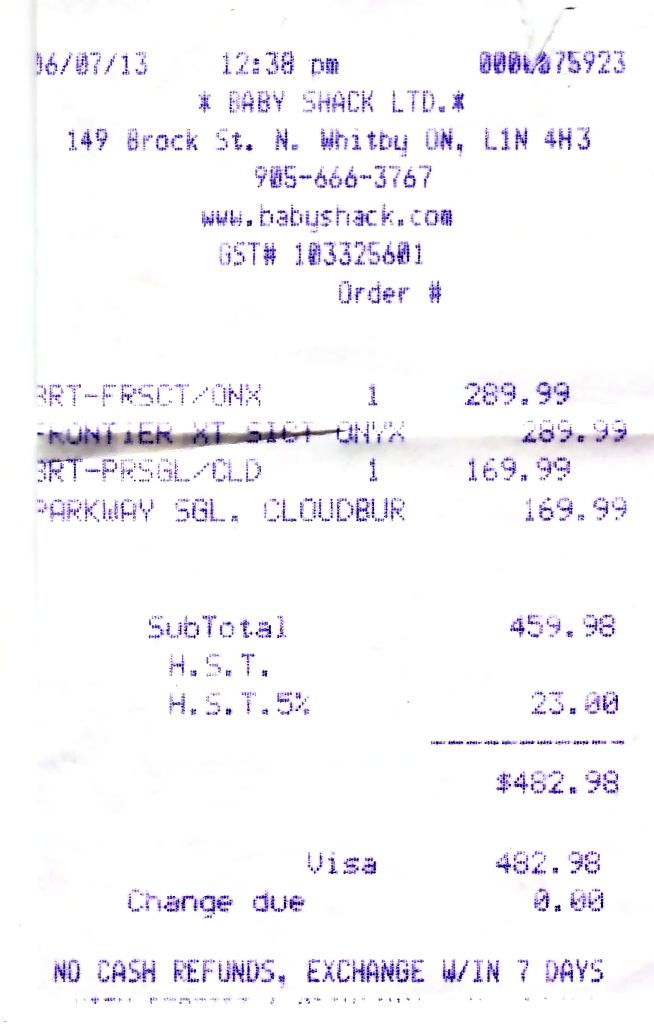 06/07/13 12:38 pm 075923
* BABY SHACK LTD.*
149 Brock St. N. Whitby ON, L1N 4H3
905-666-3767
www.babyshack.com
GST# 103325601
Order #
BRT-FRSCT/ONX 1 289.99
FRONTIER XT SICT ONYX 289.99
BRT-PRSGL/CLD 1 169.99
PARKWAY SGL. CLOUDBUR 169.99
SubTotal 459.98
H.S.T.
H.S.T.5% 23.00
$482.98
Visa 482.98
Change due 0.00
NO CASH REFUNDS, EXCHANGE W/IN 7 DAYS